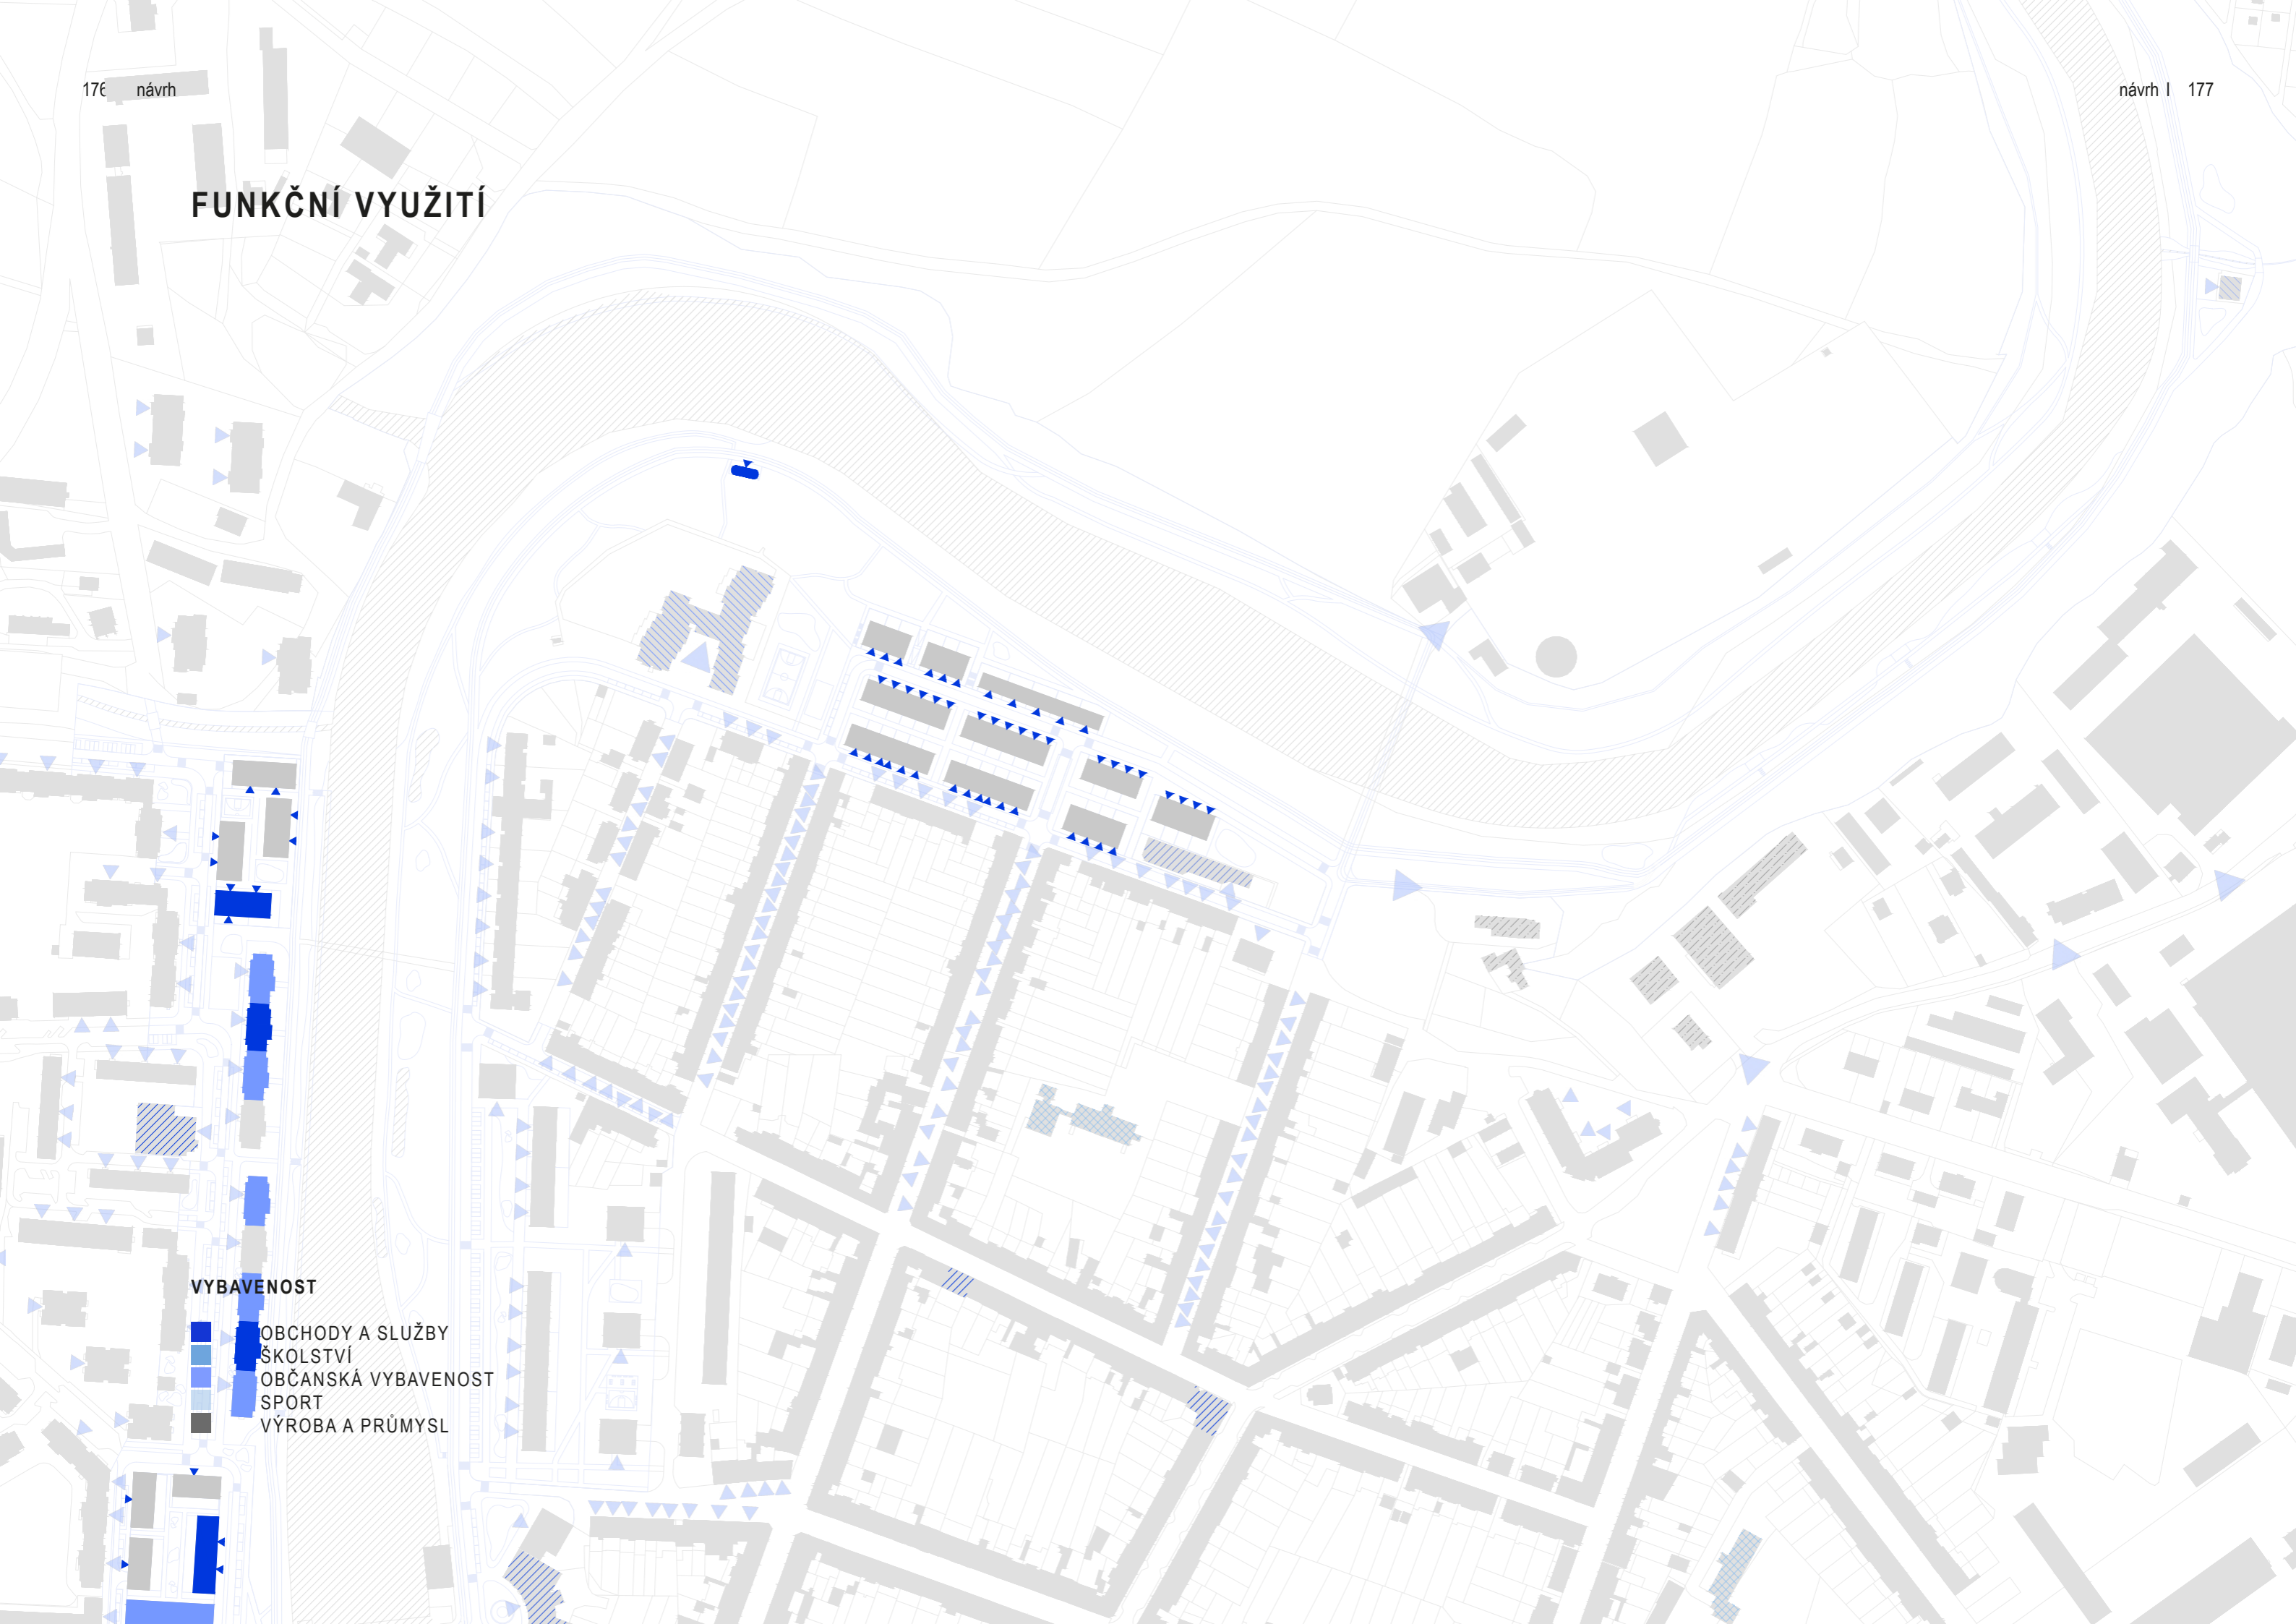 176 návrh
návrh I 177
FUNKČNÍ VYUŽITÍ
VYBAVENOST
OBCHODY A SLUŽBY
ŠKOLSTVÍ
OBČANSKÁ VYBAVENOST
SPORT
VÝROBA A PRŮMYSL